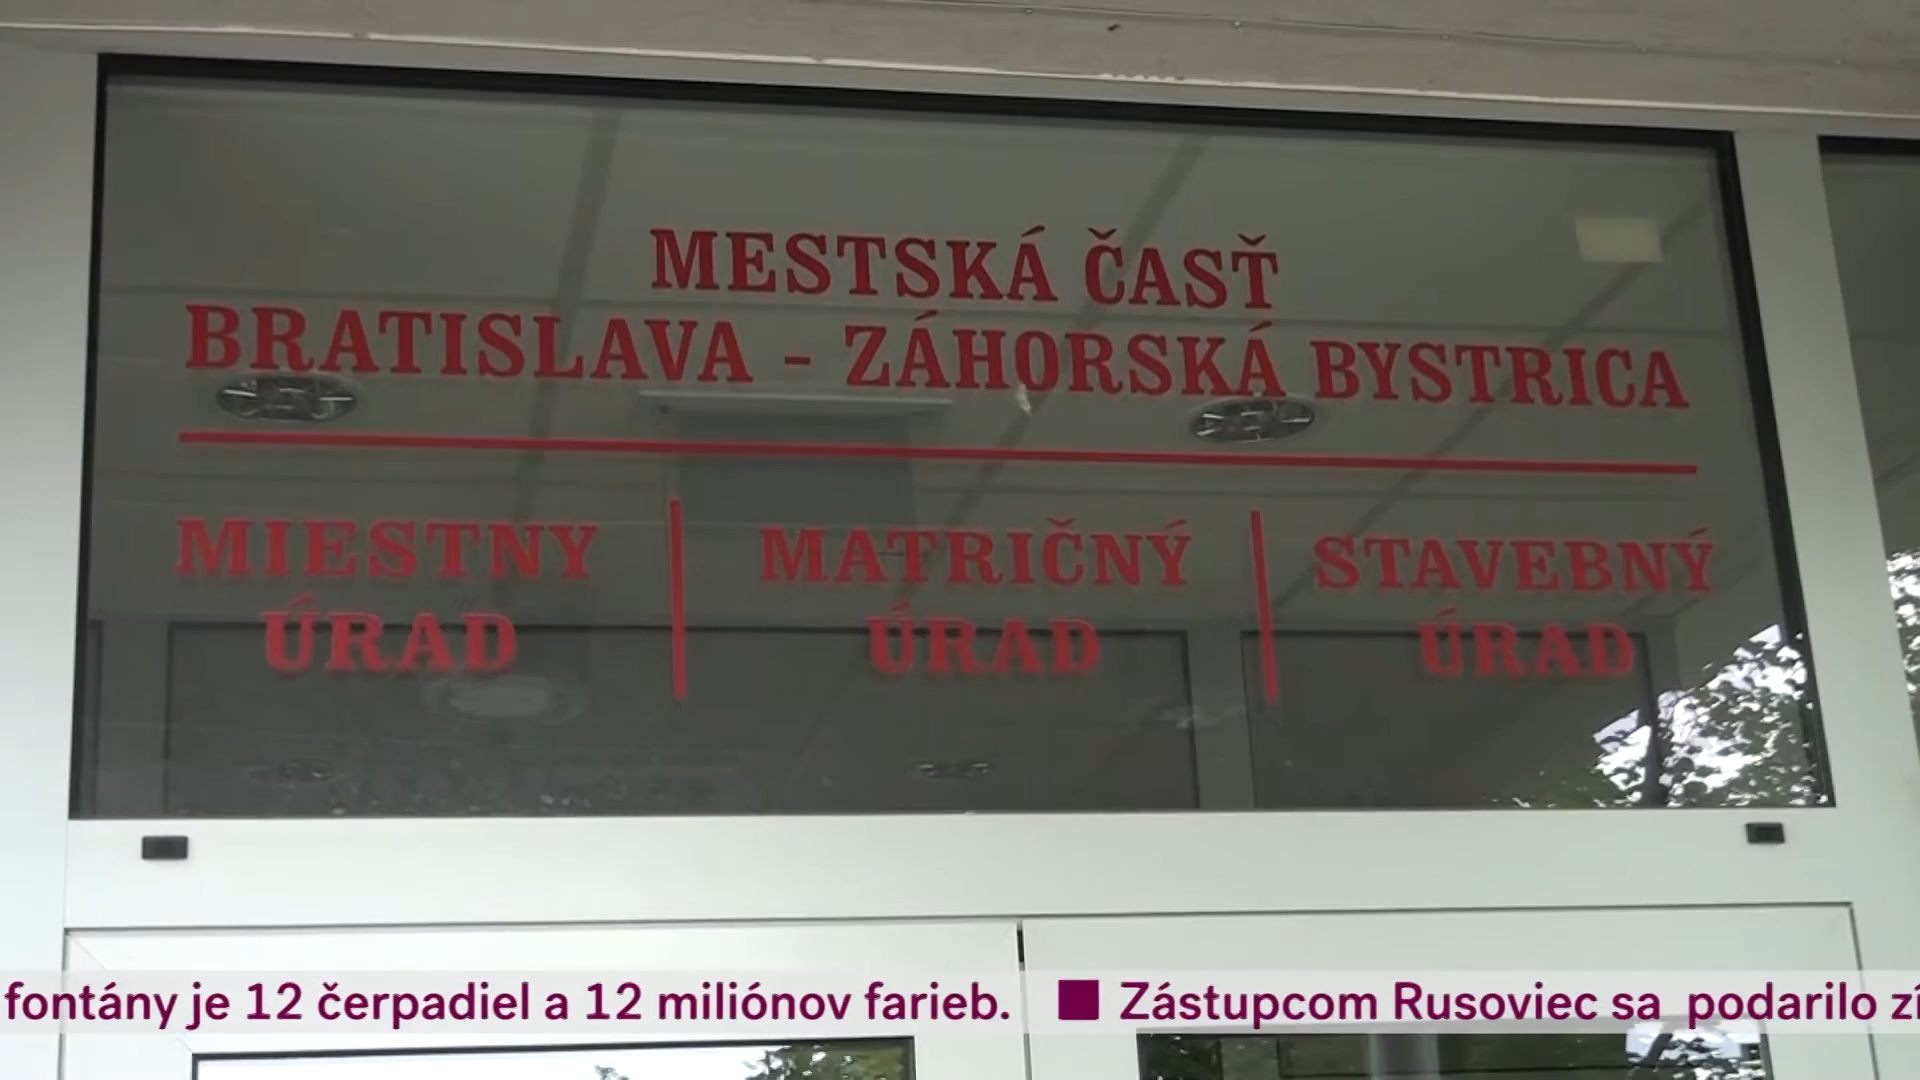 MESTSKÁ ČASŤ
BRATISLAVA - ZÁHORSKÁ BYSTRICA
MIESTNY ÚRAD
MATRIČNÝ ÚRAD
STAVEBNÝ ÚRAD
fontány je 12 čerpadiel a 12 miliónov farieb. ■ Zástupcom Rusoviec sa podarilo